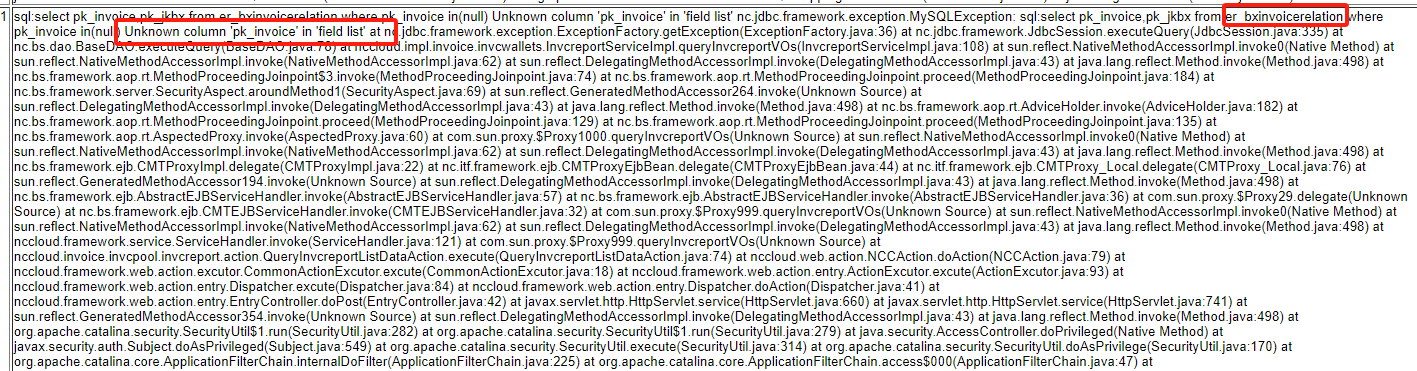 1 sql:select pk_invoice,pk_jkbx from er_bxinvoicerelation where pk_invoice in(null) Unknown column 'pk_invoice' in 'field list' nc.jdbc.framework.exception.MySQLException: sql:select pk_invoice,pk_jkbx from er_bxinvoicerelation where
pk_invoice in(null) Unknown column 'pk_invoice' in 'field list' at nc.jdbc.framework.exception.ExceptionFactory.getException(ExceptionFactory.java:36) at nc.jdbc.framework.JdbcSession.executeQuery(JdbcSession.java:335) at
nc.bs.dao.BaseDAO.executeQuery(BaseDAO.java:78) at nccloud.impl.invoice.invcwallets.InvcreportServiceImpl.queryInvcreportVOs(InvcreportServiceImpl.java:108) at sun.reflect.NativeMethodAccessorImpl.invoke0(Native Method) at
sun.reflect.NativeMethodAccessorImpl.invoke(NativeMethodAccessorImpl.java:62) at sun.reflect.DelegatingMethodAccessorImpl.invoke(DelegatingMethodAccessorImpl.java:43) at java.lang.reflect.Method.invoke(Method.java:498) at
nc.bs.framework.aop.rt.MethodProceedingJoinpoint$3.invoke(MethodProceedingJoinpoint.java:74) at nc.bs.framework.aop.rt.MethodProceedingJoinpoint.proceed(MethodProceedingJoinpoint.java:184) at
nc.bs.framework.server.SecurityAspect.aroundMethod1(SecurityAspect.java:69) at sun.reflect.GeneratedMethodAccessor264.invoke(Unknown Source) at
sun.reflect.DelegatingMethodAccessorImpl.invoke(DelegatingMethodAccessorImpl.java:43) at java.lang.reflect.Method.invoke(Method.java:498) at nc.bs.framework.aop.rt.AdviceHolder.invoke(AdviceHolder.java:182) at
nc.bs.framework.aop.rt.MethodProceedingJoinpoint.proceed(MethodProceedingJoinpoint.java:129) at nc.bs.framework.aop.rt.MethodProceedingJoinpoint.proceed(MethodProceedingJoinpoint.java:135) at
nc.bs.framework.aop.rt.AspectedProxy.invoke(AspectedProxy.java:60) at com.sun.proxy.$Proxy1000.queryInvcreportVOs(Unknown Source) at sun.reflect.NativeMethodAccessorImpl.invoke0(Native Method) at
sun.reflect.NativeMethodAccessorImpl.invoke(NativeMethodAccessorImpl.java:62) at sun.reflect.DelegatingMethodAccessorImpl.invoke(DelegatingMethodAccessorImpl.java:43) at java.lang.reflect.Method.invoke(Method.java:498) at
nc.bs.framework.ejb.CMTProxyImpl.delegate(CMTProxyImpl.java:22) at nc.itf.framework.ejb.CMTProxyEjbBean.delegate(CMTProxyEjbBean.java:44) at nc.itf.framework.ejb.CMTProxy_Local.delegate(CMTProxy_Local.java:76) at
sun.reflect.GeneratedMethodAccessor194.invoke(Unknown Source) at sun.reflect.DelegatingMethodAccessorImpl.invoke(DelegatingMethodAccessorImpl.java:43) at java.lang.reflect.Method.invoke(Method.java:498) at
nc.bs.framework.ejb.AbstractEJBServiceHandler.invoke(AbstractEJBServiceHandler.java:57) at nc.bs.framework.ejb.AbstractEJBServiceHandler.invoke(AbstractEJBServiceHandler.java:36) at com.sun.proxy.$Proxy29.delegate(Unknown
Source) at nc.bs.framework.ejb.CMTEJBServiceHandler.invoke(CMTEJBServiceHandler.java:32) at com.sun.proxy.$Proxy999.queryInvcreportVOs(Unknown Source) at sun.reflect.NativeMethodAccessorImpl.invoke0(Native Method) at
sun.reflect.NativeMethodAccessorImpl.invoke(NativeMethodAccessorImpl.java:62) at sun.reflect.DelegatingMethodAccessorImpl.invoke(DelegatingMethodAccessorImpl.java:43) at java.lang.reflect.Method.invoke(Method.java:498) at
nccloud.framework.service.ServiceHandler.invoke(ServiceHandler.java:121) at com.sun.proxy.$Proxy999.queryInvcreportVOs(Unknown Source) at
nccloud.invoice.invcpool.invcreport.action.QueryInvcreportListDataAction.execute(QueryInvcreportListDataAction.java:74) at nccloud.web.action.NCCAction.doAction(NCCAction.java:79) at
nccloud.framework.web.action.excutor.CommonActionExcutor.excute(CommonActionExcutor.java:18) at nccloud.framework.web.action.entry.ActionExcutor.excute(ActionExcutor.java:93) at
nccloud.framework.web.action.entry.Dispatcher.excute(Dispatcher.java:84) at nccloud.framework.web.action.entry.Dispatcher.doAction(Dispatcher.java:41) at
nccloud.framework.web.action.entry.EntryController.doPost(EntryController.java:42) at javax.servlet.http.HttpServlet.service(HttpServlet.java:660) at javax.servlet.http.HttpServlet.service(HttpServlet.java:741) at
sun.reflect.GeneratedMethodAccessor354.invoke(Unknown Source) at sun.reflect.DelegatingMethodAccessorImpl.invoke(DelegatingMethodAccessorImpl.java:43) at java.lang.reflect.Method.invoke(Method.java:498) at
org.apache.catalina.security.SecurityUtil$1.run(SecurityUtil.java:282) at org.apache.catalina.security.SecurityUtil$1.run(SecurityUtil.java:279) at java.security.AccessController.doPrivileged(Native Method) at
javax.security.auth.Subject.doAsPrivileged(Subject.java:549) at org.apache.catalina.security.SecurityUtil.execute(SecurityUtil.java:314) at org.apache.catalina.security.SecurityUtil.doAsPrivilege(SecurityUtil.java:170) at
org.apache.catalina.core.ApplicationFilterChain.internalDoFilter(ApplicationFilterChain.java:225) at org.apache.catalina.core.ApplicationFilterChain.access$000(ApplicationFilterChain.java:47) at